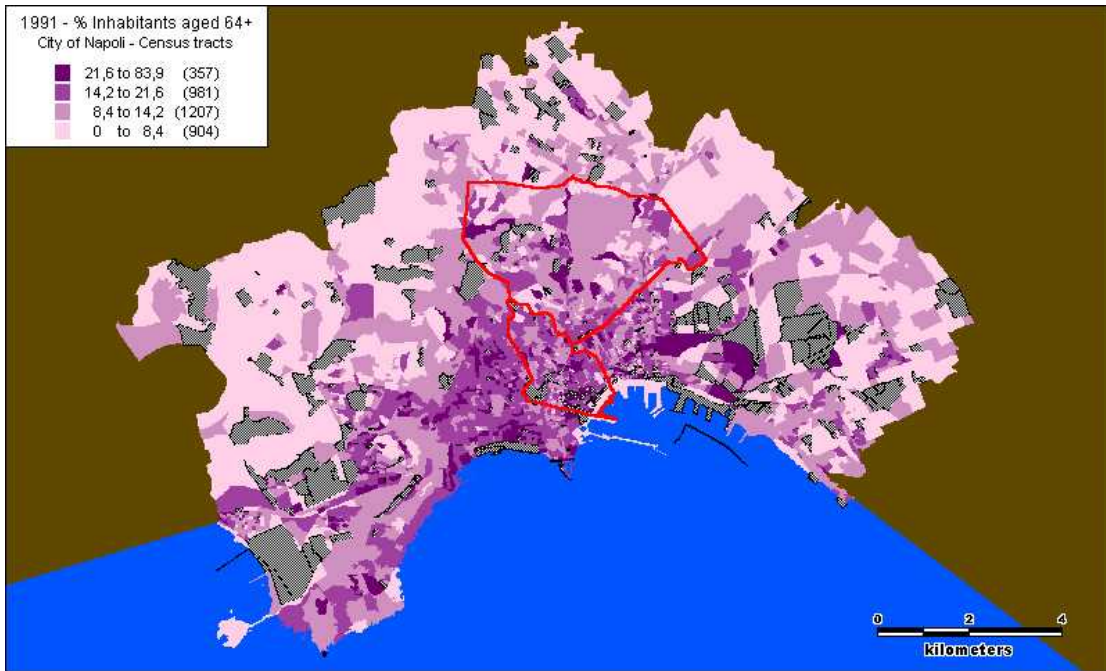 1991 - % Inhabitants aged 64+
City of Napoli - Census tracts
21,6 to 83,9 (357)
14,2 to 21,6 (981)
8,4 to 14,2 (1207)
0 to 8,4 (904)
0 2 4
kilometers